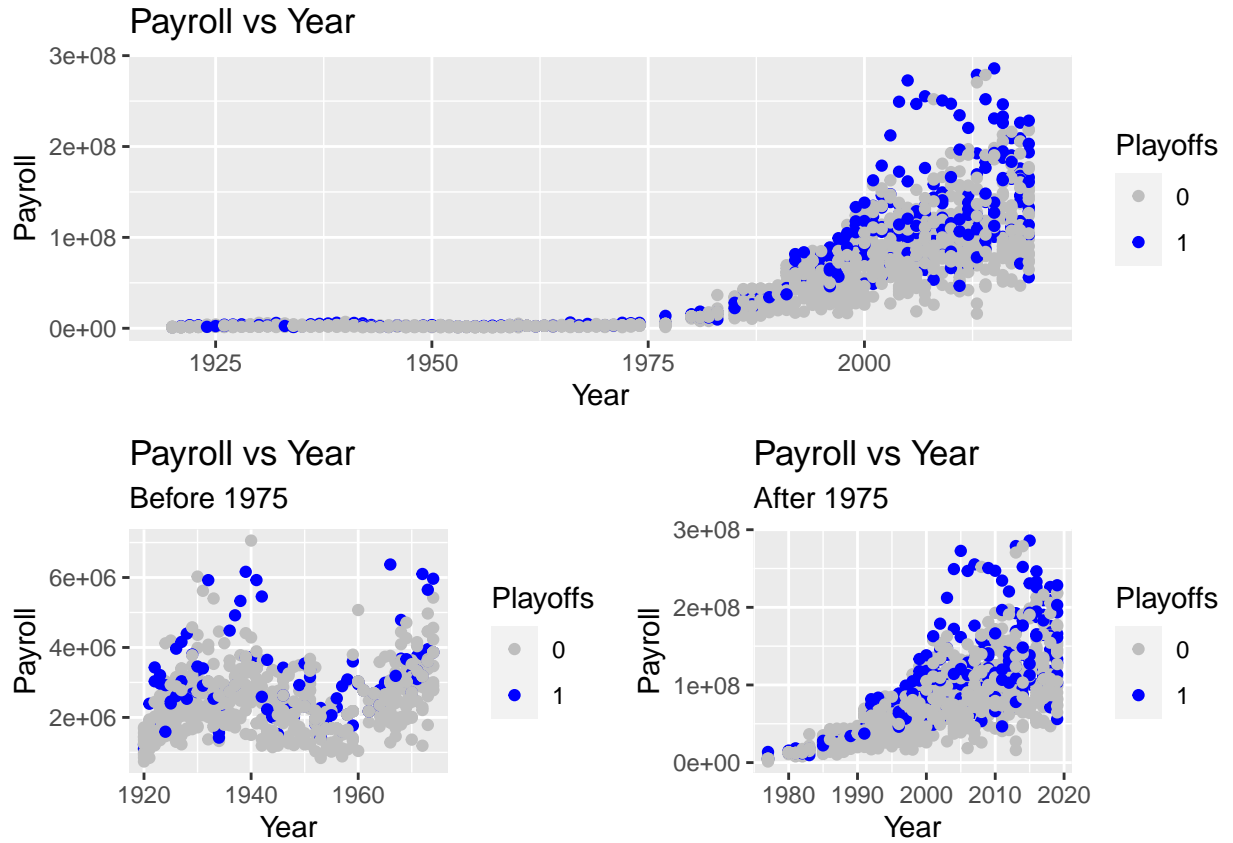 Payroll vs Year
3e+08
2e+08
1e+08
0e+00
Payroll
1925 1950 1975 2000
Year
Playoffs
0
1
Payroll vs Year
Before 1975
6e+06
4e+06
2e+06
Payroll
1920 1940 1960
Year
Playoffs
0
1
Payroll vs Year
After 1975
3e+08
2e+08
1e+08
0e+00
Payroll
1980 1990 2000 2010 2020
Year
Playoffs
0
1